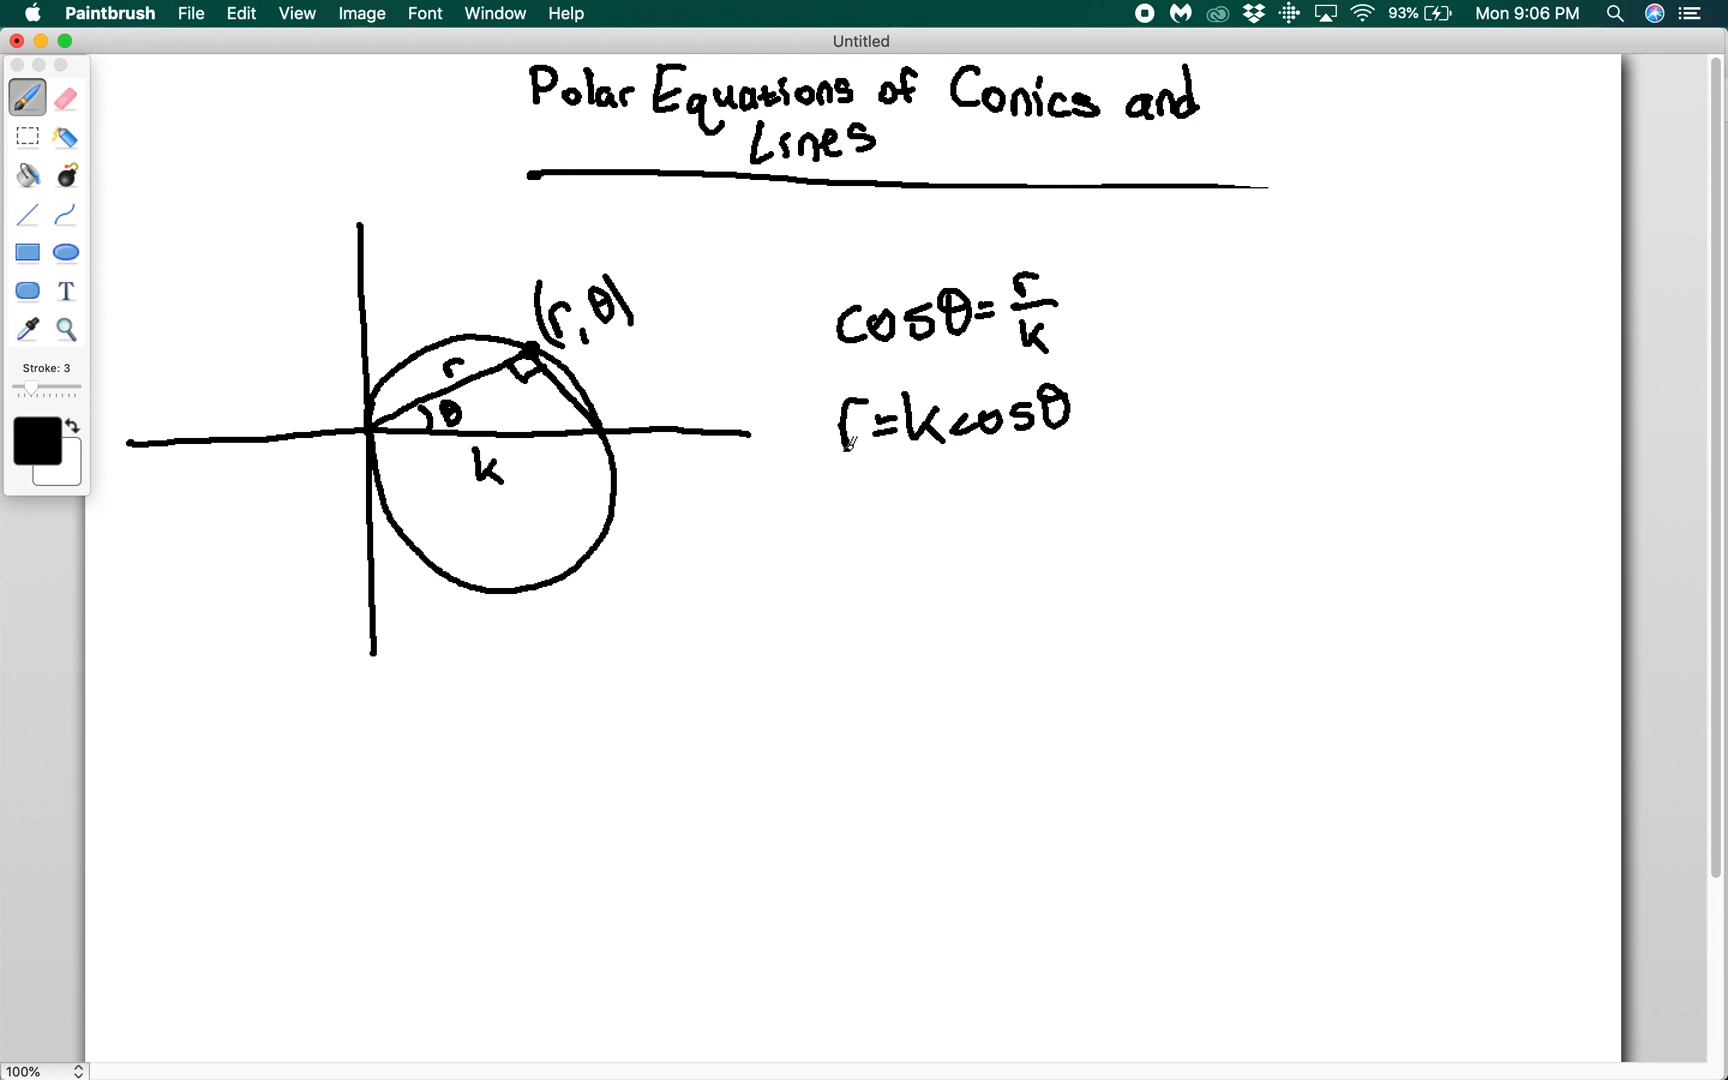 Paintbrush File Edit View Image Font Window Help 93% Mon 9:06 PM
Untitled
Polar Equations of Conics and
Lines
T
Stroke: 3
(r, θ)
r
θ
k
cosθ = r/k
r = k cosθ
100%